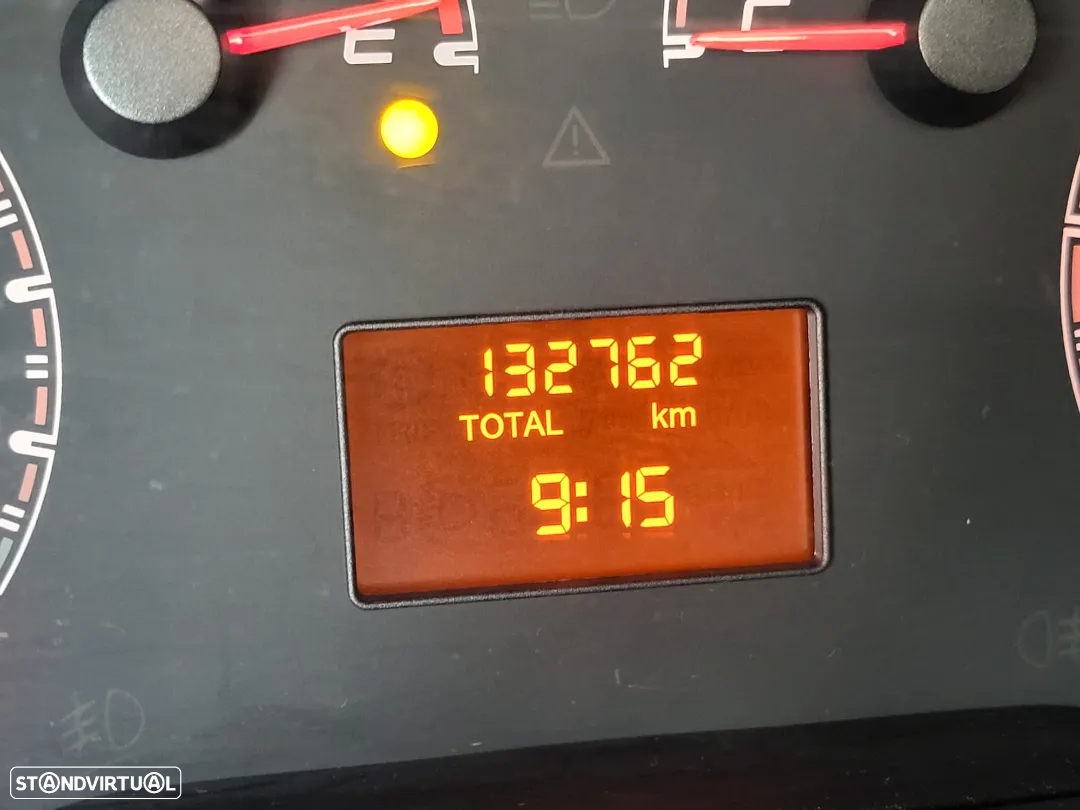 E
C
132762
TOTAL km
9:15
STANDVIRTUAL